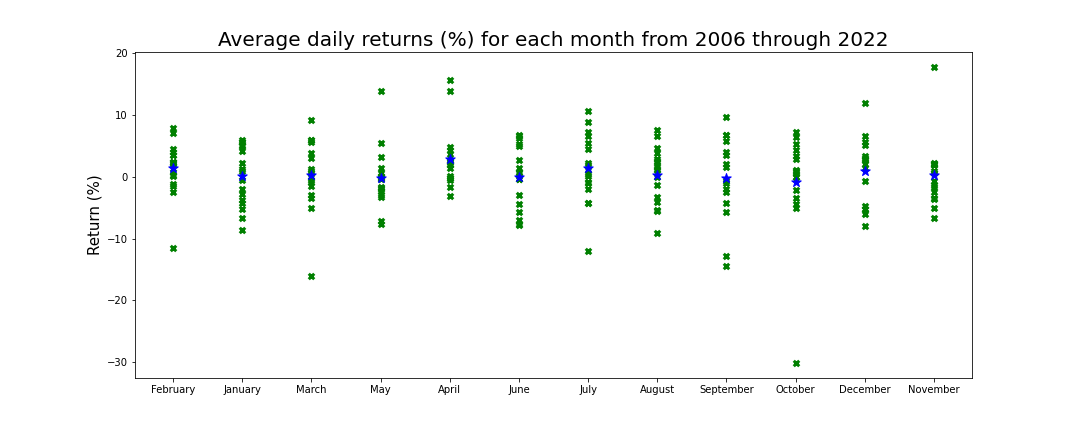 Average daily returns (%) for each month from 2006 through 2022
Return (%)
20
10
0
−10
−20
−30
February January March May April June July August September October December November